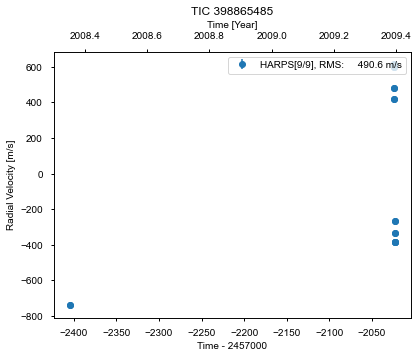 TIC 398865485
Time [Year]
2008.4 2008.6 2008.8 2009.0 2009.2 2009.4
HARPS[9/9], RMS: 490.6 m/s
Radial Velocity [m/s]
600
400
200
0
−200
−400
−600
−800
−2400 −2350 −2300 −2250 −2200 −2150 −2100 −2050
Time - 2457000